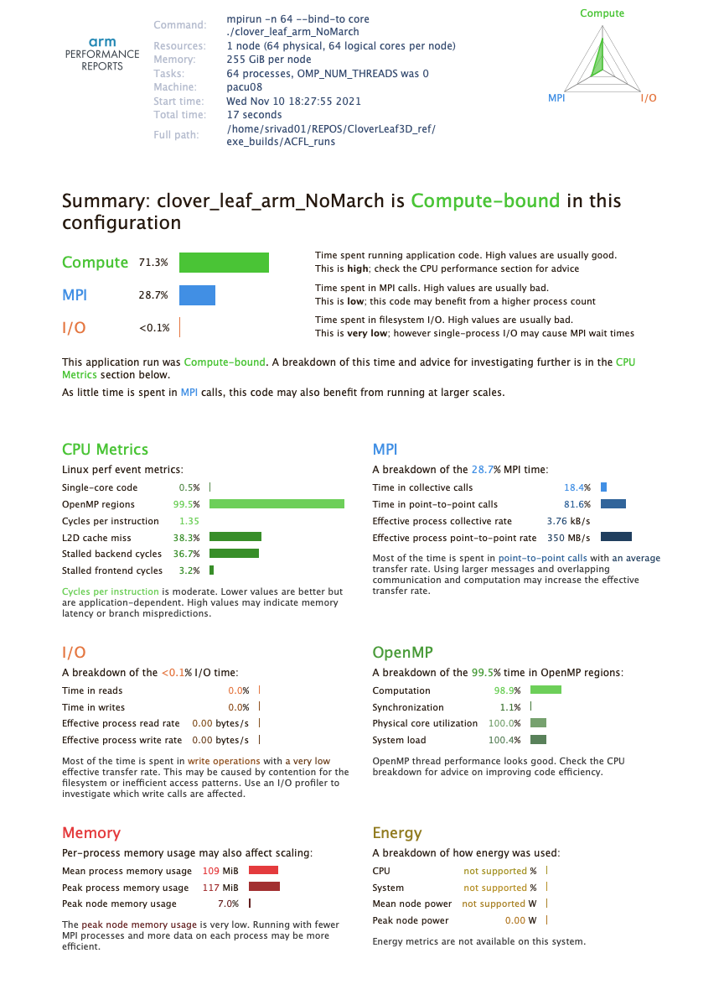 arm
PERFORMANCE
REPORTS
Command: mpirun -n 64 --bind-to core
./clover_leaf_arm_NoMarch
Resources: 1 node (64 physical, 64 logical cores per node)
Memory: 255 GiB per node
Tasks: 64 processes, OMP_NUM_THREADS was 0
Machine: pacu08
Start time: Wed Nov 10 18:27:55 2021
Total time: 17 seconds
Full path: /home/srivad01/REPOS/CloverLeaf3D_ref/
exe_builds/ACFL_runs
Compute
MPI
I/O
Summary: clover_leaf_arm_NoMarch is Compute-bound in this
configuration
Compute 71.3%
Time spent running application code. High values are usually good.
This is high; check the CPU performance section for advice
MPI 28.7%
Time spent in MPI calls. High values are usually bad.
This is low; this code may benefit from a higher process count
I/O <0.1%
Time spent in filesystem I/O. High values are usually bad.
This is very low; however single-process I/O may cause MPI wait times
This application run was Compute-bound. A breakdown of this time and advice for investigating further is in the CPU
Metrics section below.
As little time is spent in MPI calls, this code may also benefit from running at larger scales.
CPU Metrics
Linux perf event metrics:
Single-core code 0.5%
OpenMP regions 99.5%
Cycles per instruction 1.35
L2D cache miss 38.3%
Stalled backend cycles 36.7%
Stalled frontend cycles 3.2%
Cycles per instruction is moderate. Lower values are better but
are application-dependent. High values may indicate memory
latency or branch mispredictions.
MPI
A breakdown of the 28.7% MPI time:
Time in collective calls 18.4%
Time in point-to-point calls 81.6%
Effective process collective rate 3.76 kB/s
Effective process point-to-point rate 350 MB/s
Most of the time is spent in point-to-point calls with an average
transfer rate. Using larger messages and overlapping
communication and computation may increase the effective
transfer rate.
I/O
A breakdown of the <0.1% I/O time:
Time in reads 0.0%
Time in writes 0.0%
Effective process read rate 0.00 bytes/s
Effective process write rate 0.00 bytes/s
Most of the time is spent in write operations with a very low
effective transfer rate. This may be caused by contention for the
filesystem or inefficient access patterns. Use an I/O profiler to
investigate which write calls are affected.
OpenMP
A breakdown of the 99.5% time in OpenMP regions:
Computation 98.9%
Synchronization 1.1%
Physical core utilization 100.0%
System load 100.4%
OpenMP thread performance looks good. Check the CPU
breakdown for advice on improving code efficiency.
Memory
Per-process memory usage may also affect scaling:
Mean process memory usage 109 MiB
Peak process memory usage 117 MiB
Peak node memory usage 7.0%
The peak node memory usage is very low. Running with fewer
MPI processes and more data on each process may be more
efficient.
Energy
A breakdown of how energy was used:
CPU not supported %
System not supported %
Mean node power not supported W
Peak node power 0.00 W
Energy metrics are not available on this system.